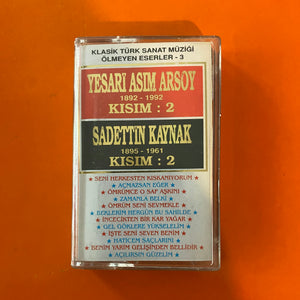 KLASİK TÜRK SANAT MÜZİĞİ
ÖLMEYEN ESERLER - 3
YESARİ ASIM ARSOY
1892 - 1992
KISIM : 2
SADETTİN KAYNAK
1895 - 1961
KISIM : 2
★ SENİ HERKESTEN KISKANIYORUM ★
★ AÇMAZSAN EĞER ★
★ ÖMRÜMCE O SAF AŞKINI ★
★ ZAMANLA BELKİ ★
★ ÖMRÜM SENİ SEVMEKLE ★
★ BEKLERİM HERGÜN BU SAHİLDE ★
★ İNCECİKTEN BİR KAR YAĞAR ★
★ GEL GÖKLERE YÜKSELELİM ★
★ İŞTE SENİ SEVEN BENİM ★
★ HATİCEM SAÇLARINI ★
★ BENİM YARİM GELİŞİNDEN BELLİDİR ★
★ AÇILIRSIN GÜZELİM ★